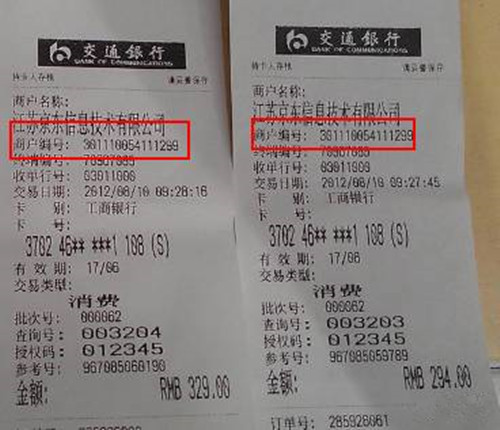 交通银行
BANK OF COMMUNICATIONS
持卡人存根 请妥善保存
商户名称:
江苏京东信息技术有限公司
商户编号: 301110054111299
终端编号:
收单行号: 03011000
交易日期: 2012/08/10 09:28:16
卡 别: 工商银行
卡 号:
3702 46** ***1 108 (S)
有 效 期: 17/06
交易类型:
消费
批次号: 000062
查询号: 003204
授权码: 012345
参考号: 967085060190
金额: RMB 329.00
交通银行
BANK OF COMMUNICATIONS
持卡人存根 请妥善保存
商户名称:
江苏京东信息技术有限公司
商户编号: 301110054111299
终端编号:
收单行号: 03011000
交易日期: 2012/08/10 09:27:45
卡 别: 工商银行
卡 号:
3702 46** ***1 108 (S)
有 效 期: 17/06
交易类型:
消费
批次号: 000062
查询号: 003203
授权码: 012345
参考号: 967085059789
金额: RMB 294.00
订单号: 285926061